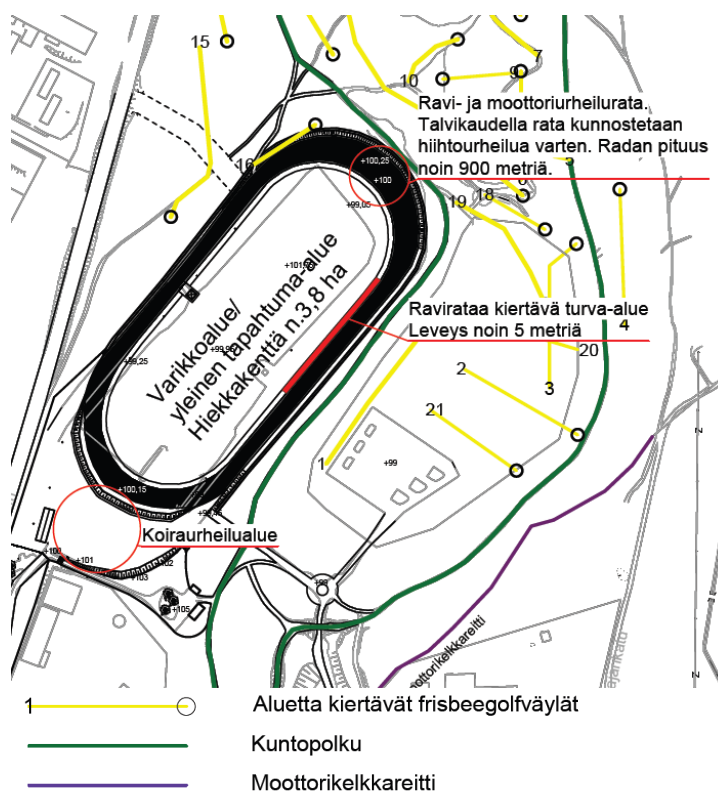 15
7
10
9
Ravi- ja moottoriurheilurata.
Talvikaudella rata kunnostetaan
hiihtourheilua varten. Radan pituus
noin 900 metriä.
16
+100,25
+100
+99,05
19
18
Varikkoalue/
yleinen tapahtuma-alue
Hiekkakenttä n.3,8 ha
Raviratää kiertävä turva-alue
Leveys noin 5 metriä
4
20
2
3
21
+99,25
1
+99
+100,15
Koiraurheilualue
+100
+101
+103
+105
Moottorikelkkareitti
1
Aluetta kiertävät frisbeegolfväylät
Kuntopolku
Moottorikelkkareitti